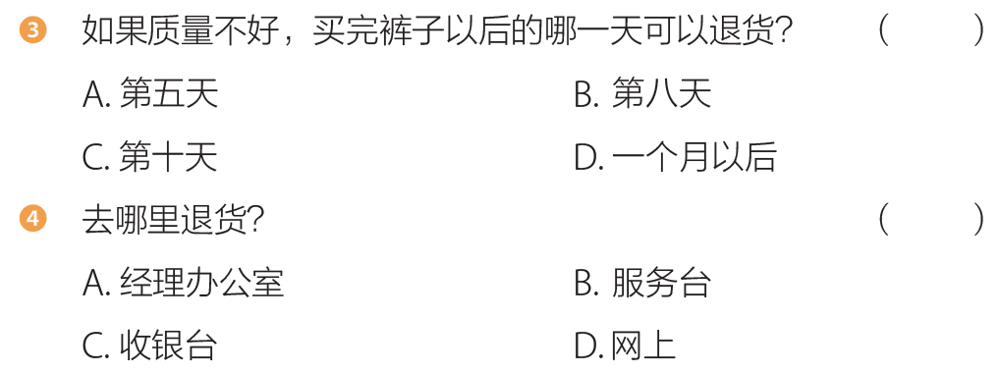 3 如果质量不好，买完裤子以后的哪一天可以退货？ （ ）
A. 第五天 B. 第八天
C. 第十天 D. 一个月以后
4 去哪里退货？ （ ）
A. 经理办公室 B. 服务台
C. 收银台 D. 网上